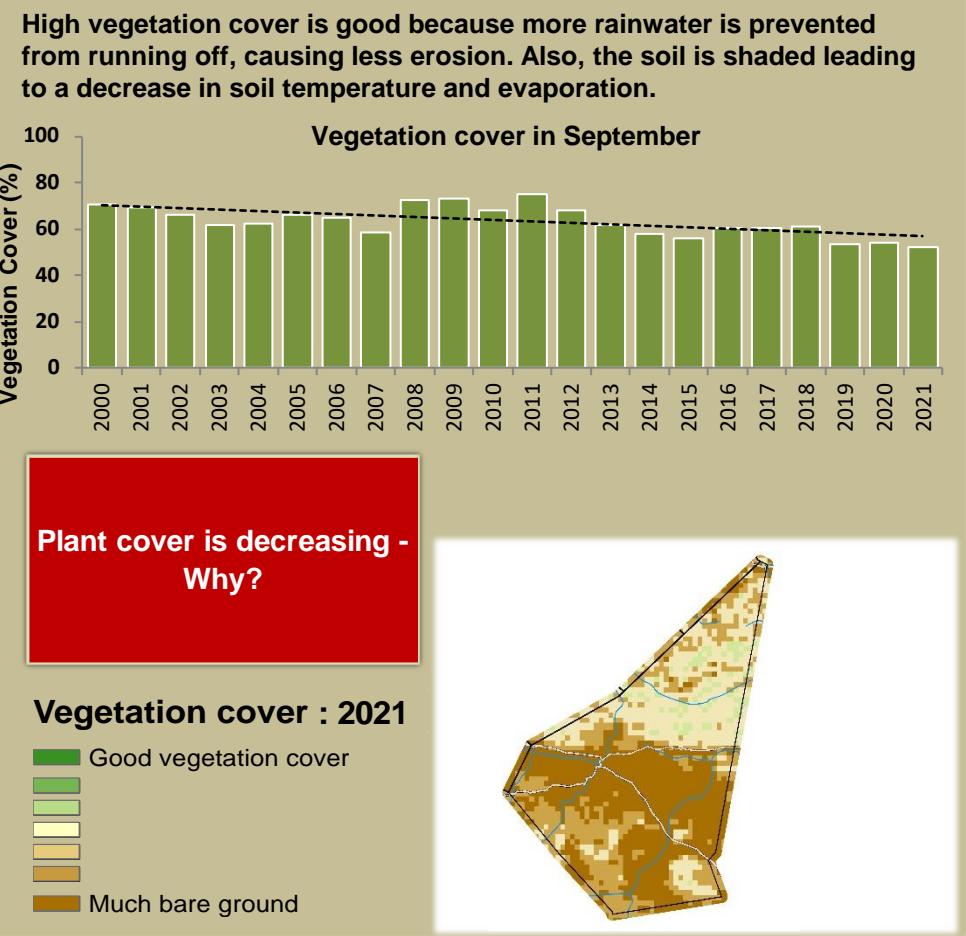 High vegetation cover is good because more rainwater is prevented
from running off, causing less erosion. Also, the soil is shaded leading
to a decrease in soil temperature and evaporation.
Vegetation cover in September
Vegetation Cover (%)
100
80
60
40
20
0
2000 2001 2002 2003 2004 2005 2006 2007 2008 2009 2010 2011 2012 2013 2014 2015 2016 2017 2018 2019 2020 2021
Plant cover is decreasing -
Why?
Vegetation cover : 2021
Good vegetation cover
Much bare ground